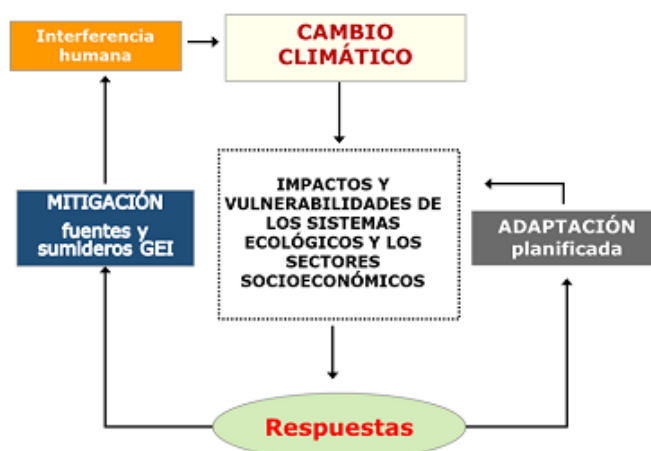 Interferencia
humana
CAMBIO
CLIMÁTICO
IMPACTOS Y
VULNERABILIDADES DE
LOS SISTEMAS
ECOLÓGICOS Y LOS
SECTORES
SOCIOECONÓMICOS
MITIGACIÓN
fuentes y
sumideros GEI
ADAPTACIÓN
planificada
Respuestas